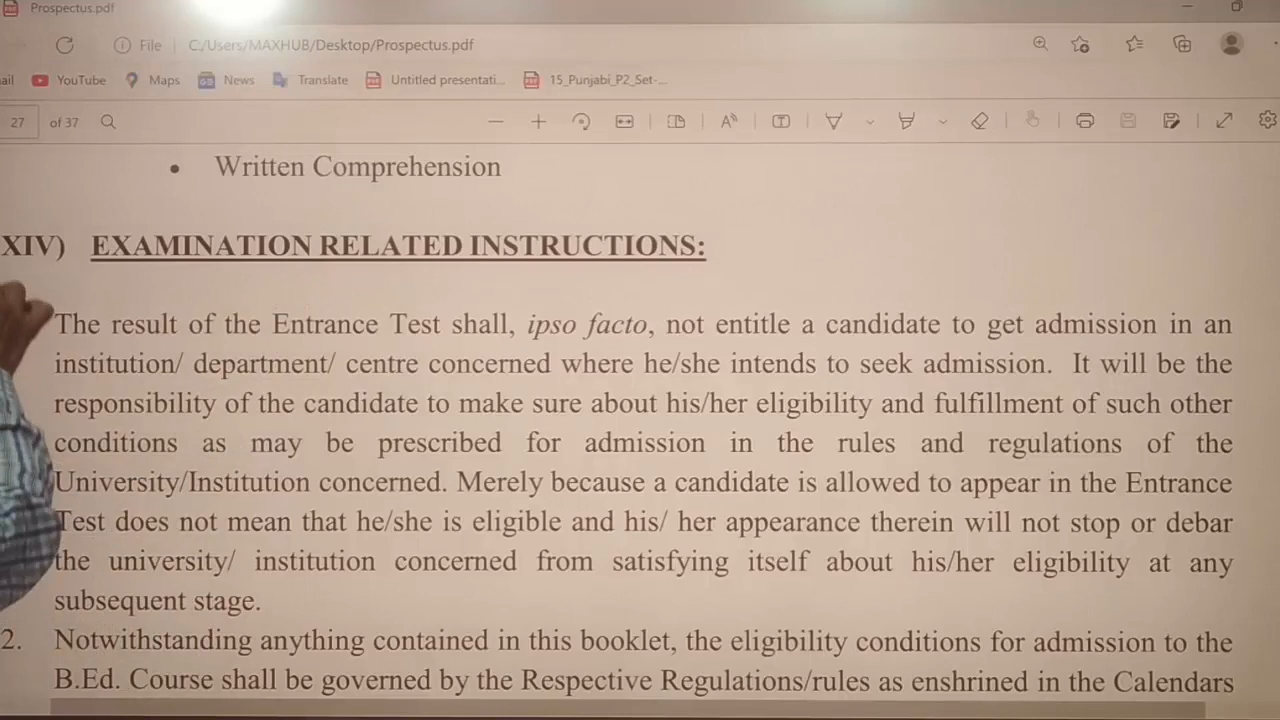 Prospectus.pdf
File | C:/Users/MAXHUB/Desktop/Prospectus.pdf
ail YouTube Maps News Translate Untitled presentati... 15_Punjabi_P2_Set-...
27 of 37
• Written Comprehension
XIV) EXAMINATION RELATED INSTRUCTIONS:
The result of the Entrance Test shall, ipso facto, not entitle a candidate to get admission in an
institution/ department/ centre concerned where he/she intends to seek admission. It will be the
responsibility of the candidate to make sure about his/her eligibility and fulfillment of such other
conditions as may be prescribed for admission in the rules and regulations of the
University/Institution concerned. Merely because a candidate is allowed to appear in the Entrance
Test does not mean that he/she is eligible and his/ her appearance therein will not stop or debar
the university/ institution concerned from satisfying itself about his/her eligibility at any
subsequent stage.
2. Notwithstanding anything contained in this booklet, the eligibility conditions for admission to the
B.Ed. Course shall be governed by the Respective Regulations/rules as enshrined in the Calendars